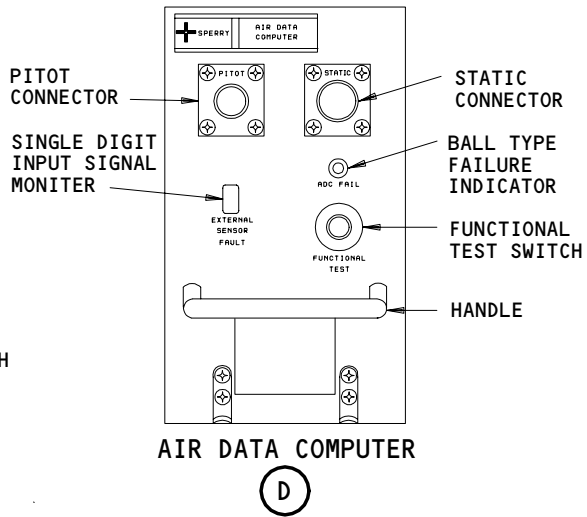 SPERRY
AIR DATA
COMPUTER
PITOT
STATIC
PITOT
CONNECTOR
STATIC
CONNECTOR
SINGLE DIGIT
INPUT SIGNAL
MONITER
BALL TYPE
FAILURE
INDICATOR
ADC FAIL
EXTERNAL
SENSOR
FAULT
FUNCTIONAL
TEST SWITCH
FUNCTIONAL
TEST
HANDLE
H
AIR DATA COMPUTER
D